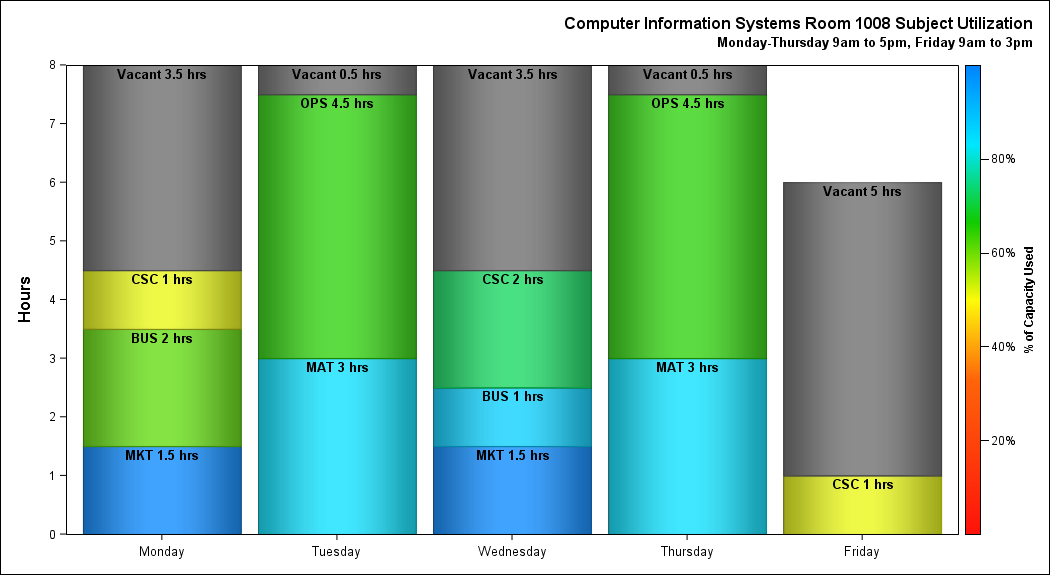 Computer Information Systems Room 1008 Subject Utilization
Monday-Thursday 9am to 5pm, Friday 9am to 3pm
Hours
8
7
6
5
4
3
2
1
0
Vacant 3.5 hrs
CSC 1 hrs
BUS 2 hrs
MKT 1.5 hrs
Vacant 0.5 hrs
OPS 4.5 hrs
MAT 3 hrs
Vacant 3.5 hrs
CSC 2 hrs
BUS 1 hrs
MKT 1.5 hrs
Vacant 0.5 hrs
OPS 4.5 hrs
MAT 3 hrs
Vacant 5 hrs
CSC 1 hrs
Monday
Tuesday
Wednesday
Thursday
Friday
80%
60%
40%
20%
% of Capacity Used